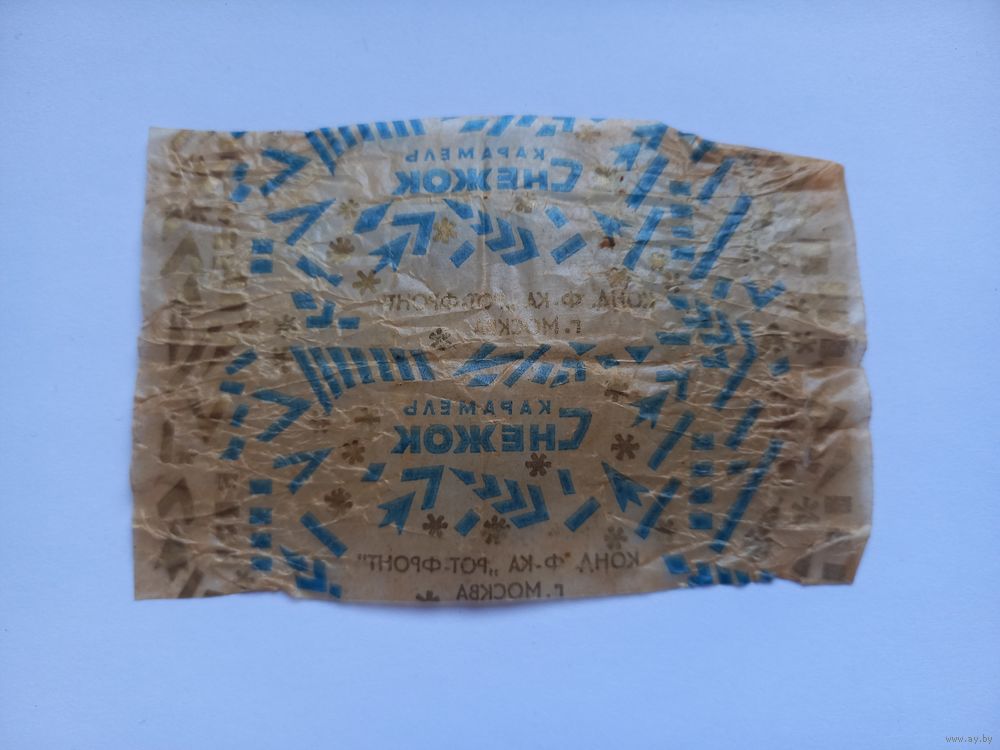 КАРАМЕЛЬ
СНЕЖОК
КОНД. Ф-КА „РОТ-ФРОНТ"
г. МОСКВА
КАРАМЕЛЬ
СНЕЖОК
КОНД. Ф-КА „РОТ-ФРОНТ"
г. МОСКВА
www.ay.by